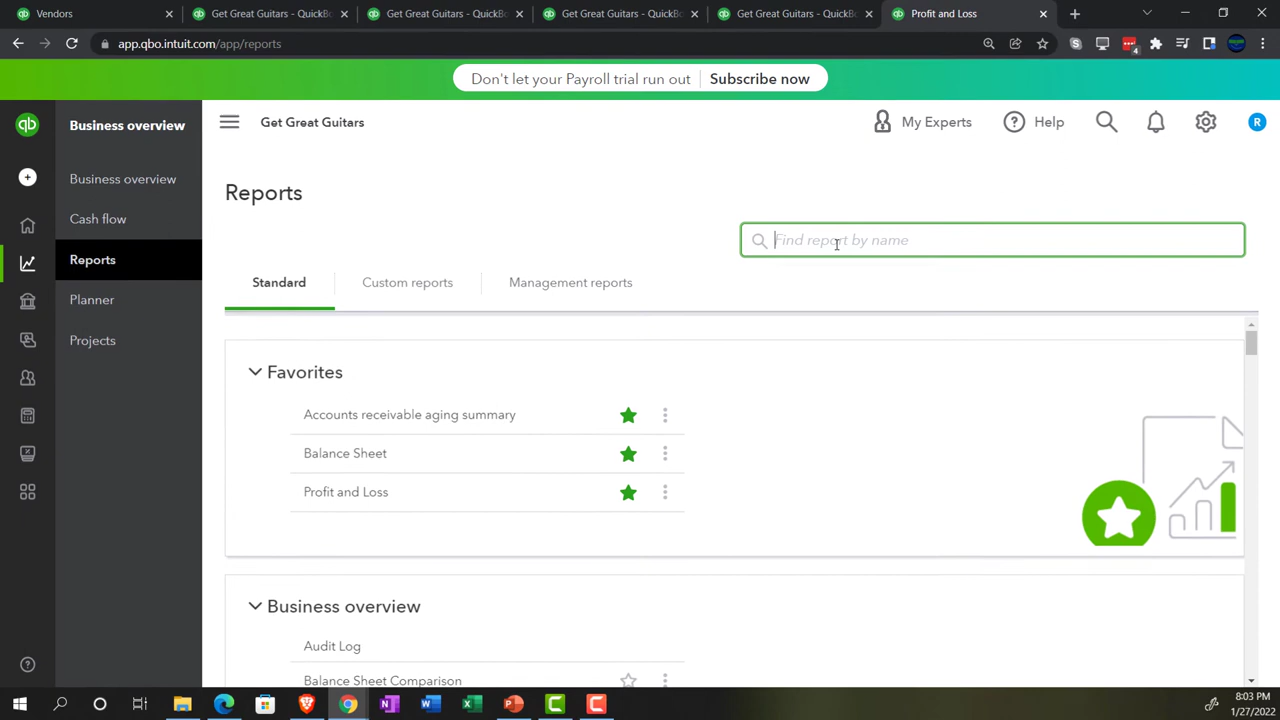 Vendors
Get Great Guitars - QuickBo
Get Great Guitars - QuickBo
Get Great Guitars - QuickBo
Get Great Guitars - QuickBo
Profit and Loss
app.qbo.intuit.com/app/reports
4
Don't let your Payroll trial run out
Subscribe now
qb
Business overview
Get Great Guitars
My Experts
Help
R
Business overview
Cash flow
Reports
Planner
Projects
Reports
Find report by name
Standard
Custom reports
Management reports
Favorites
Accounts receivable aging summary
Balance Sheet
Profit and Loss
Business overview
Audit Log
Balance Sheet Comparison
8:03 PM
1/27/2022